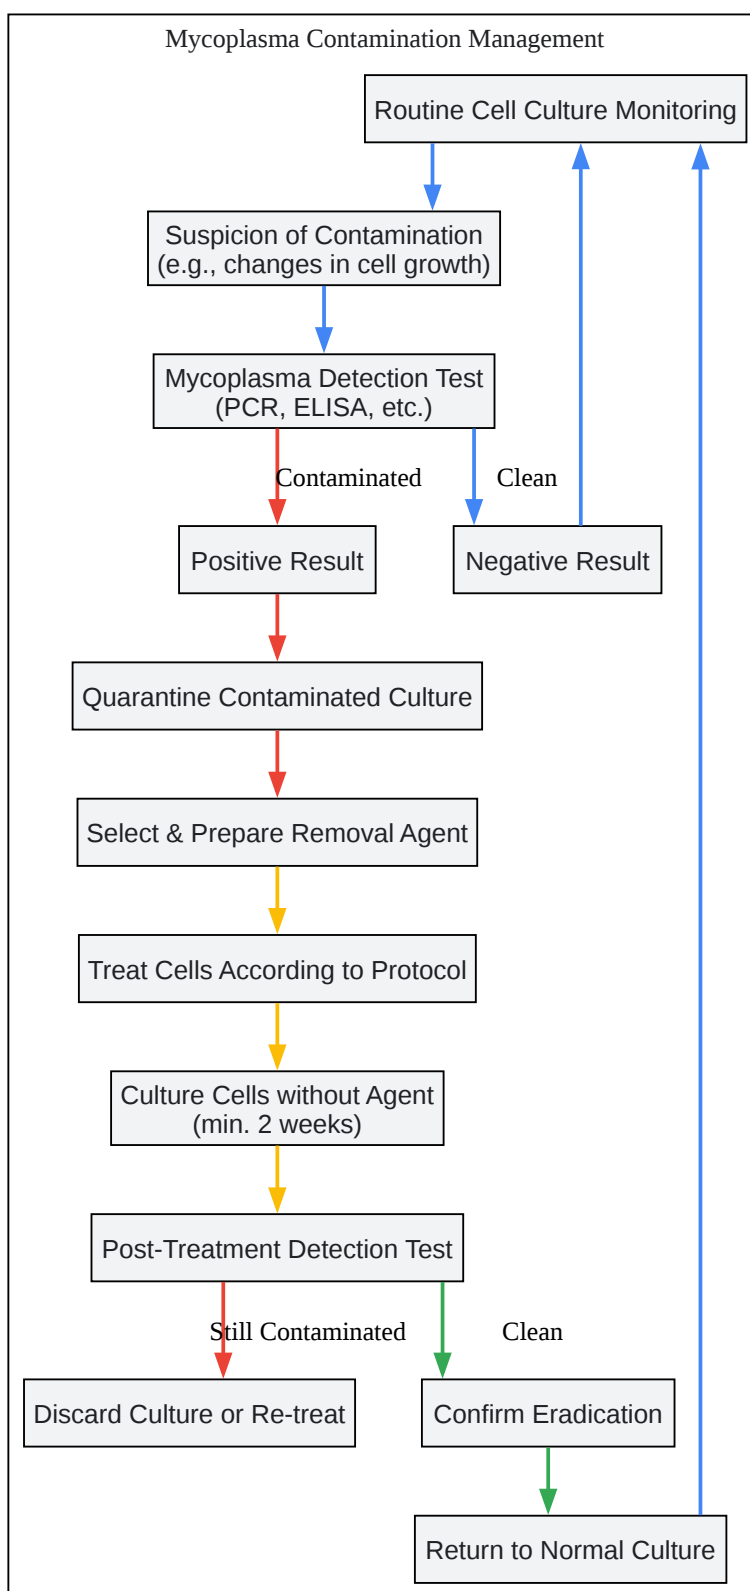 Mycoplasma Contamination Management
Routine Cell Culture Monitoring
Suspicion of Contamination
(e.g., changes in cell growth)
Mycoplasma Detection Test
(PCR, ELISA, etc.)
Contaminated
Clean
Positive Result
Negative Result
Quarantine Contaminated Culture
Select & Prepare Removal Agent
Treat Cells According to Protocol
Culture Cells without Agent
(min. 2 weeks)
Post-Treatment Detection Test
Still Contaminated
Clean
Discard Culture or Re-treat
Confirm Eradication
Return to Normal Culture